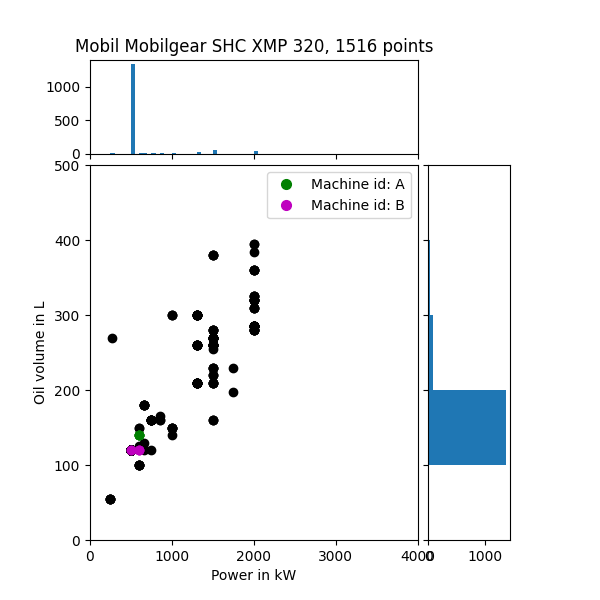 Mobil Mobilgear SHC XMP 320, 1516 points
1000
500
0
500
400
300
200
100
0
Oil volume in L
Machine id: A
Machine id: B
0 1000 2000 3000 4000
0 1000
Power in kW